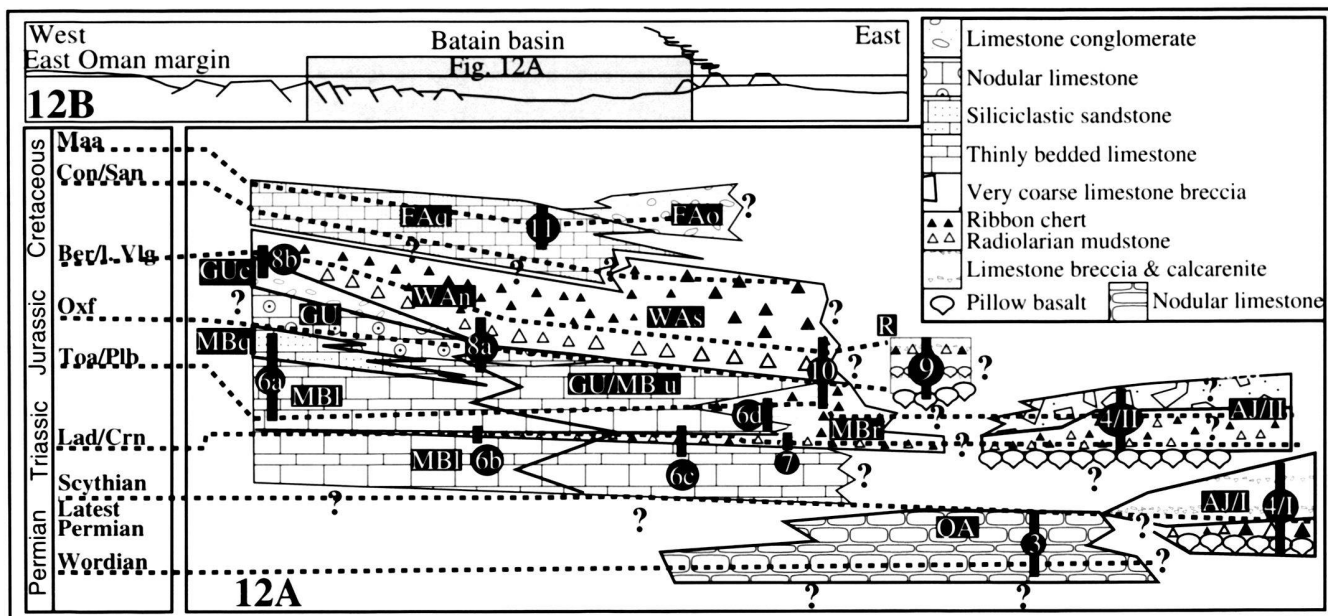 West
Batain basin
East
East Oman margin
Fig. 12A
12B
Limestone conglomerate
Nodular limestone
Siliciclastic sandstone
Thinly bedded limestone
Very coarse limestone breccia
Ribbon chert
Radiolarian mudstone
Limestone breccia & calcarenite
Pillow basalt
Nodular limestone
Cretaceous
Jurassic
Triassic
Permian
Maa
Con/San
Ber/l. Vlg
Oxf
Toa/Plb
Lad/Crn
Scythian
Latest
Permian
Wordian
FAq
11
FAo
?
?
?
?
GUc
8b
?
GU
WAn
WAs
?
R
MBq
8a
10
?
9
?
6a
MBl
GU/MB u
6d
MBr
?
?
4/II
AJ/II
?
?
MBl
6b
6c
7
?
?
?
?
QA
3
AJ/I
4/I
?
?
?
?
?
12A